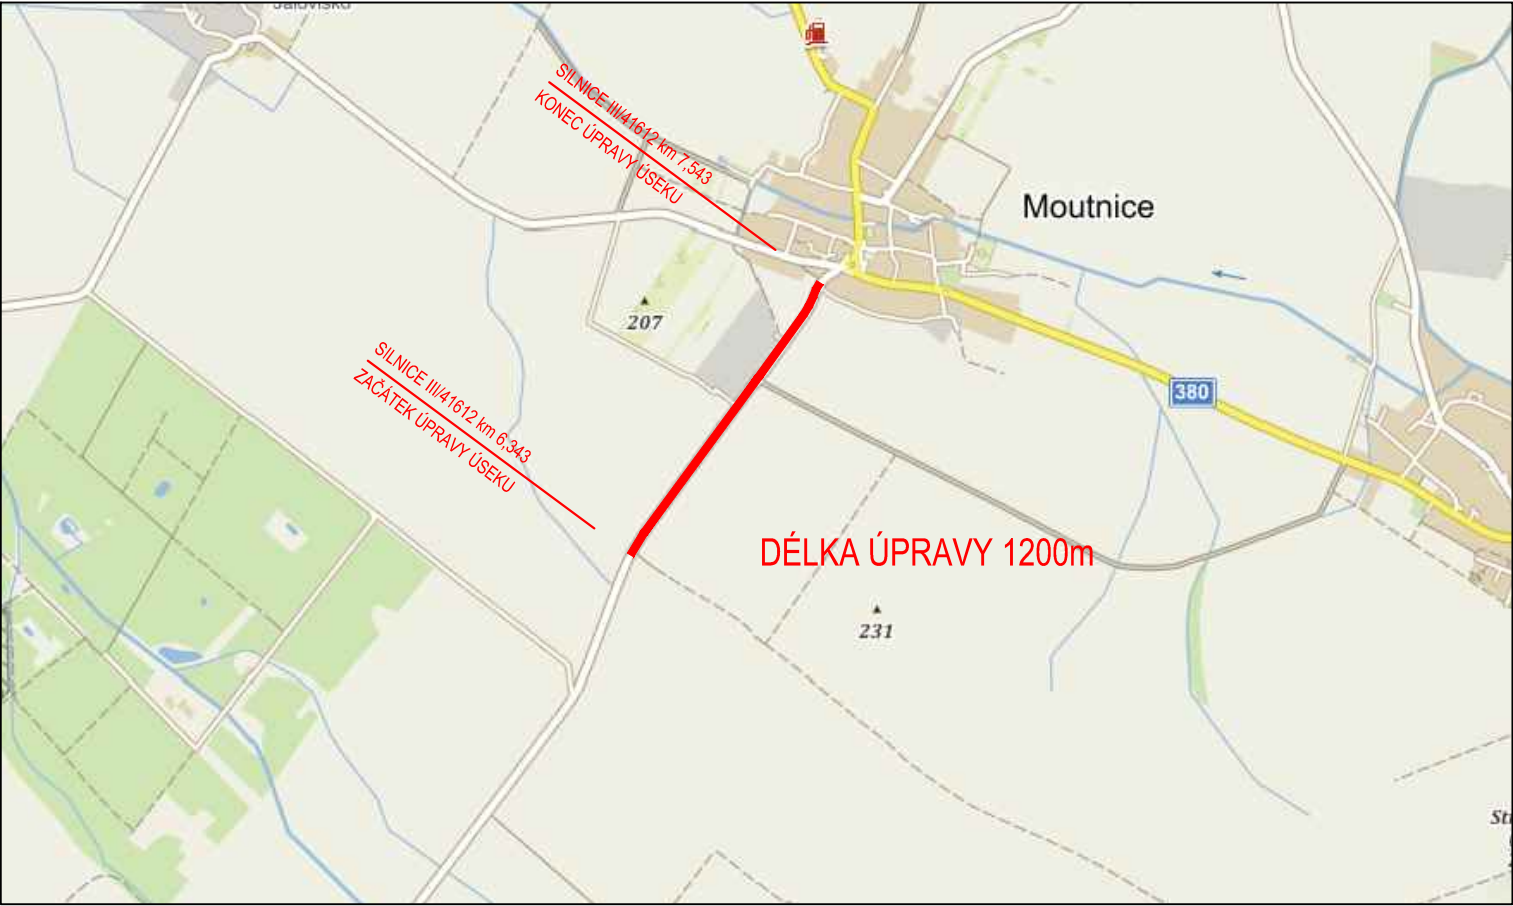 SILNICE III/41612 km 7,543
KONEC ÚPRAVY ÚSEKU
Moutnice
207
SILNICE III/41612 km 6,343
ZAČÁTEK ÚPRAVY ÚSEKU
380
DÉLKA ÚPRAVY 1200m
231